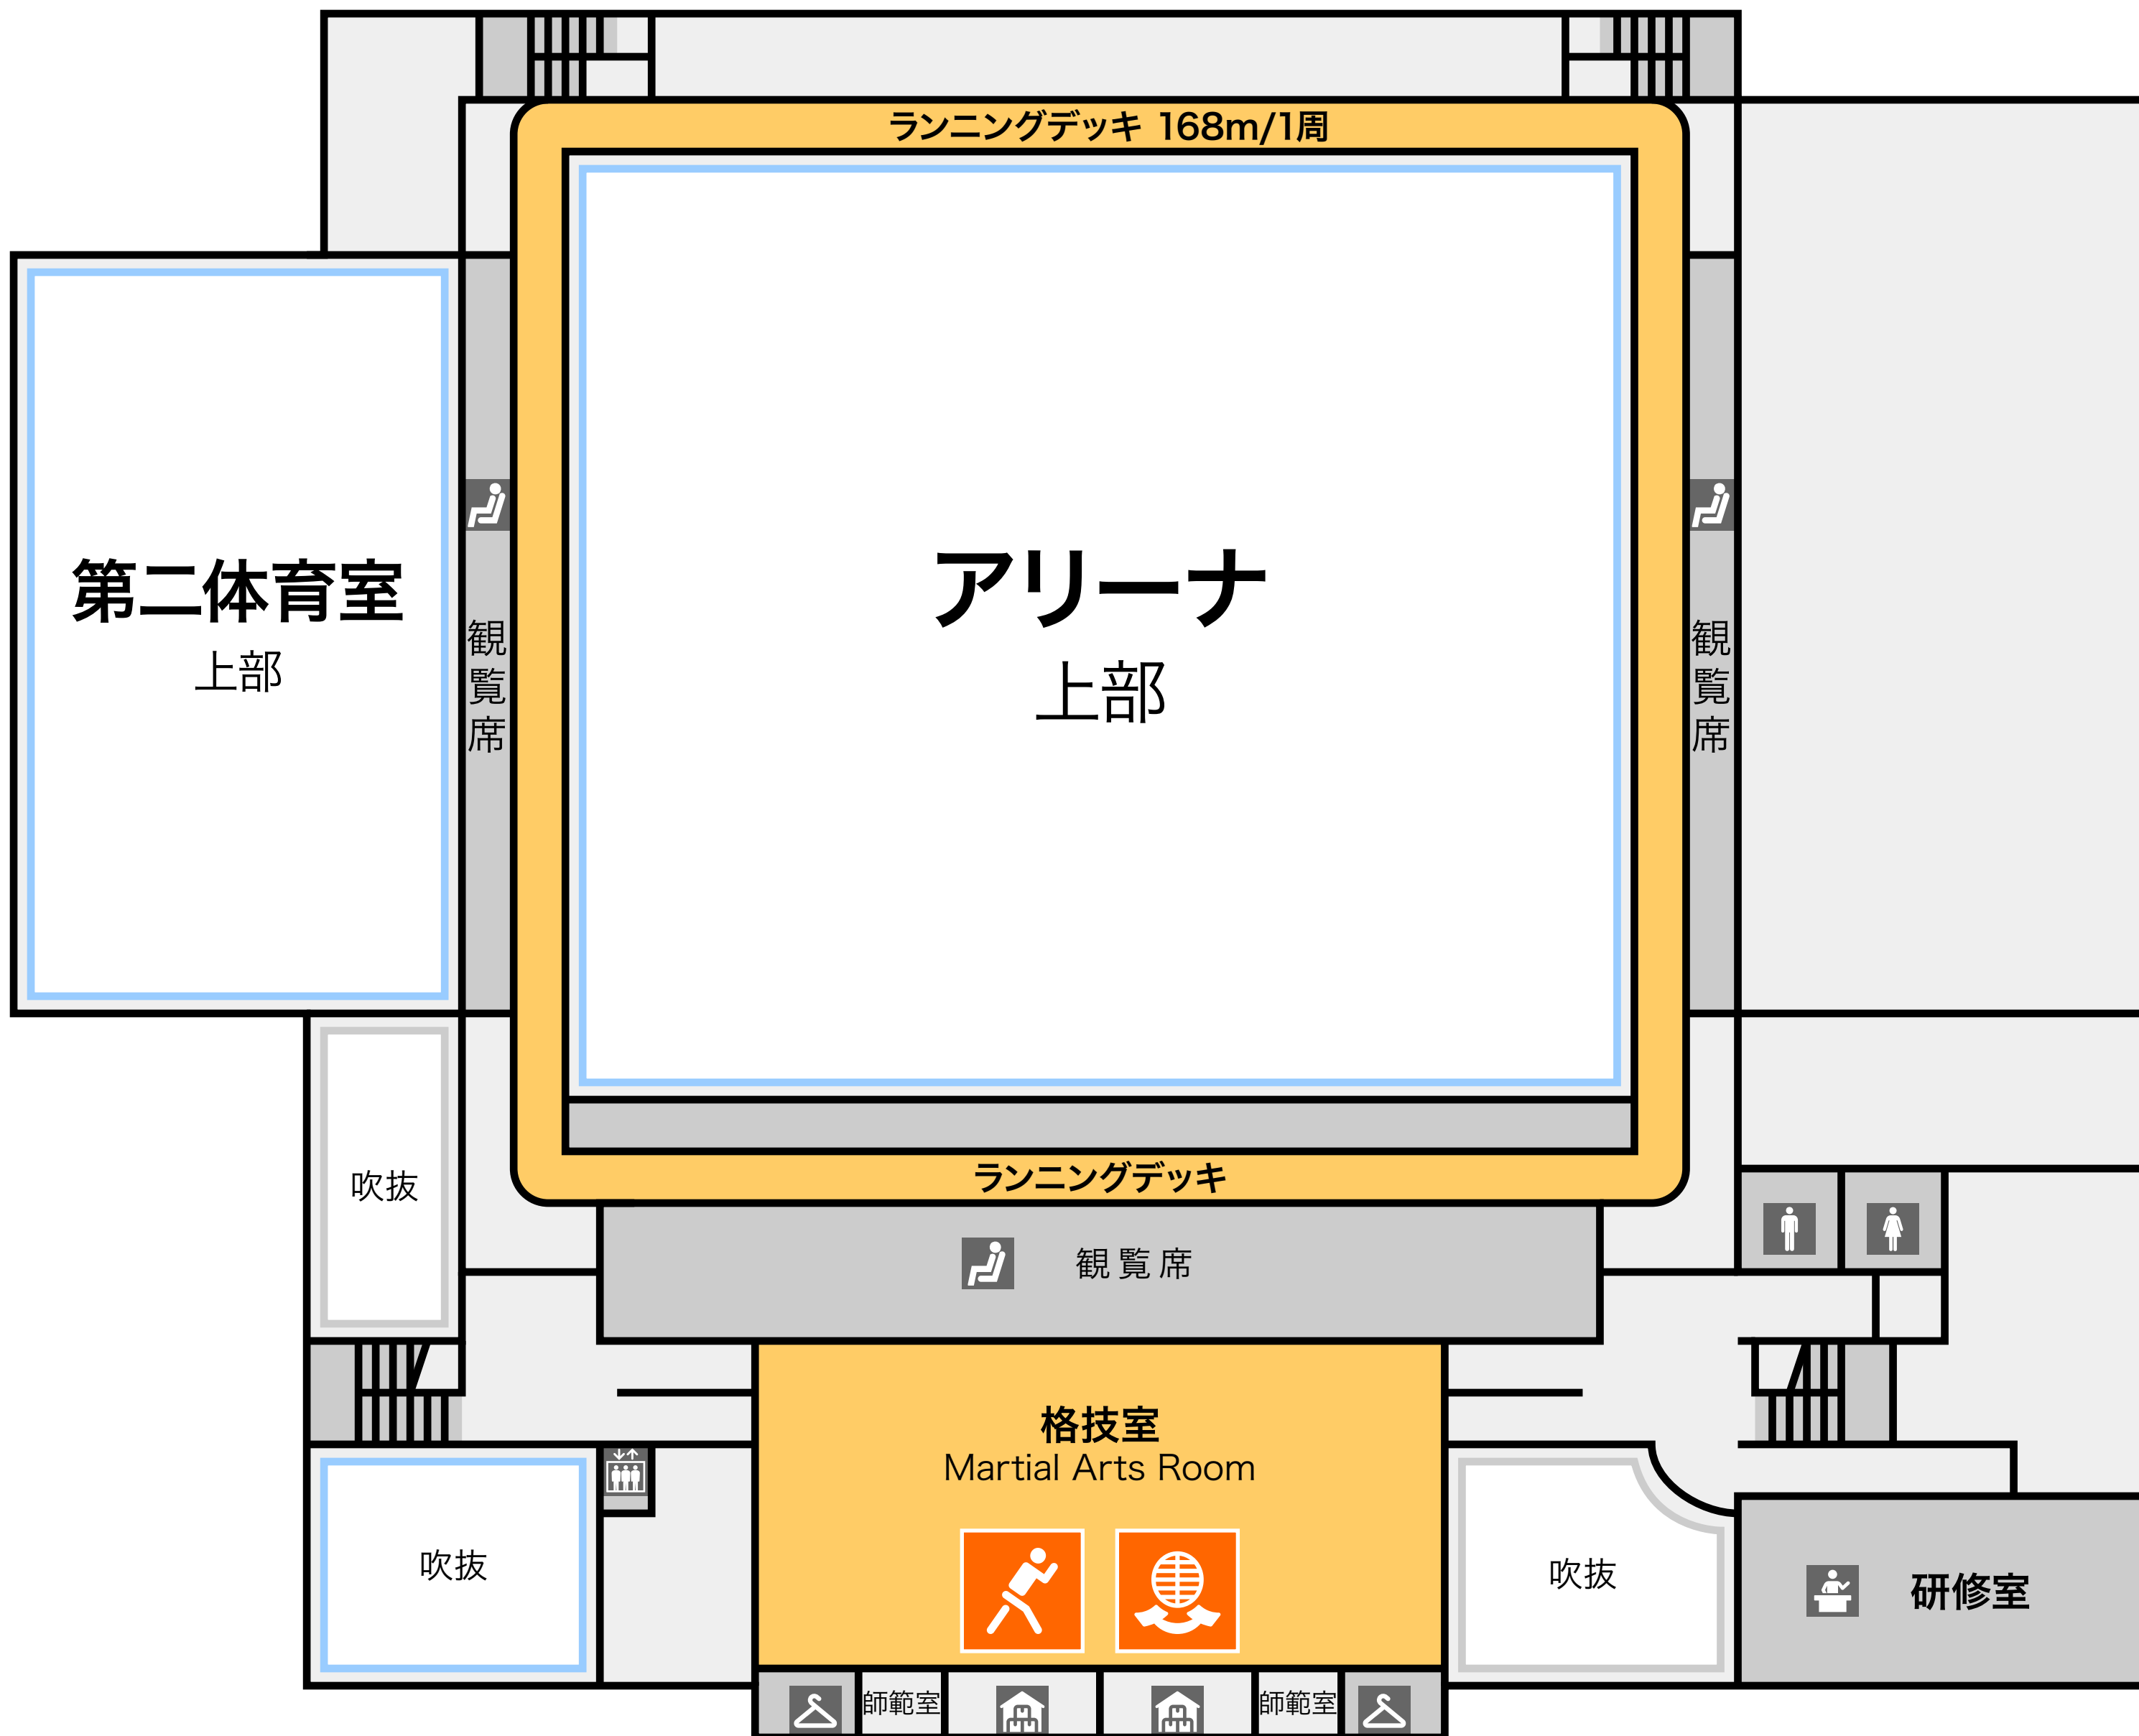 ランニングデッキ 168m/1周
第二体育室
上部
観覧席
アリーナ
上部
観覧席
吹抜
ランニングデッキ
観覧席
格技室
Martial Arts Room
吹抜
吹抜
研修室
師範室
師範室